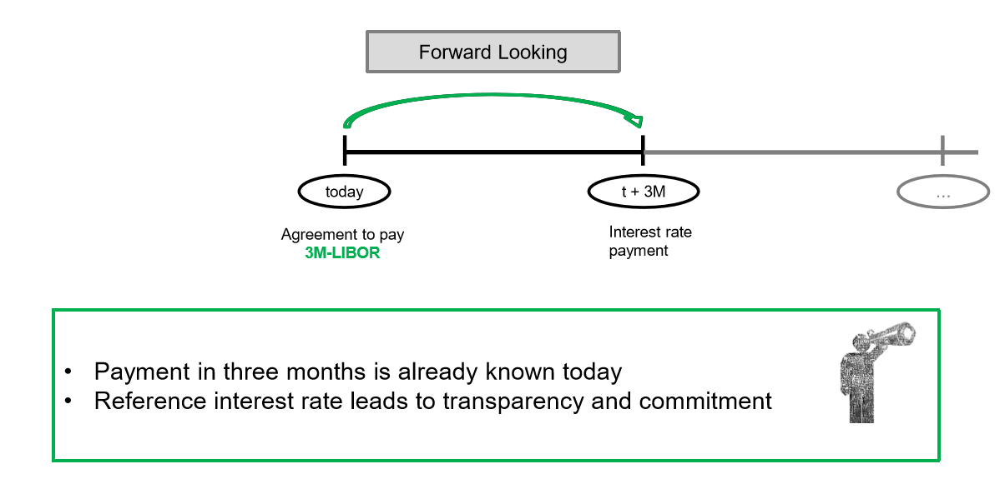 Forward Looking
today
t + 3M
...
Agreement to pay
3M-LIBOR
Interest rate
payment
• Payment in three months is already known today
• Reference interest rate leads to transparency and commitment